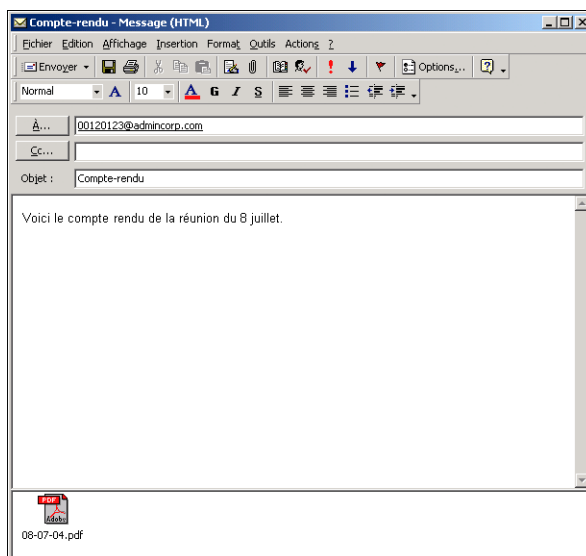 Compte-rendu - Message (HTML)
Fichier Edition Affichage Insertion Format Outils Actions ?
Envoyer Options...
Normal A 10 A G I S
À... 00120123@admincorp.com
Cc...
Objet : Compte-rendu
Voici le compte rendu de la réunion du 8 juillet.
PDF
Adobe
08-07-04.pdf